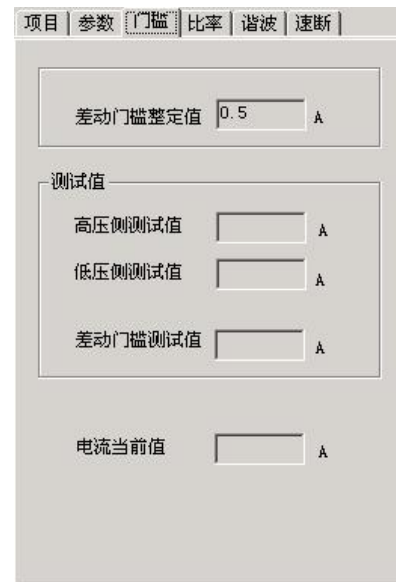 项目 参数 门槛 比率 谐波 速断
差动门槛整定值 0.5 A
测试值
高压侧测试值 A
低压侧测试值 A
差动门槛测试值 A
电流当前值 A